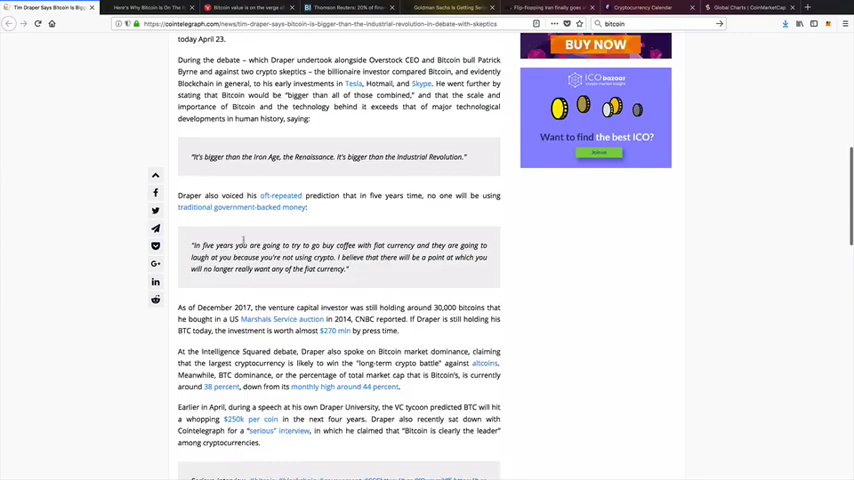 Tim Draper Says Bitcoin Is Bigg
Here's Why Bitcoin Is On The
Bitcoin value is on the verge o
Thomson Reuters: 20% of fin
Goldman Sachs Is Getting Ser
Flip-flopping Iran finally goes
Cryptocurrency Calendar
Global Charts | CoinMarketCap
https://cointelegraph.com/news/tim-draper-says-bitcoin-is-bigger-than-the-industrial-revolution-in-debate-with-skeptics
bitcoin
today April 23.
During the debate – which Draper undertook alongside Overstock CEO and Bitcoin bull Patrick
Byrne and against two crypto skeptics – the billionaire investor compared Bitcoin, and evidently
Blockchain in general, to his early investments in Tesla, Hotmail, and Skype. He went further by
stating that Bitcoin would be "bigger than all of those combined," and that the scale and
importance of Bitcoin and the technology behind it exceeds that of major technological
developments in human history, saying:
"It's bigger than the Iron Age, the Renaissance. It's bigger than the Industrial Revolution."
Draper also voiced his oft-repeated prediction that in five years time, no one will be using
traditional government-backed money:
"In five years you are going to try to go buy coffee with fiat currency and they are going to
laugh at you because you're not using crypto. I believe that there will be a point at which you
will no longer really want any of the fiat currency."
As of December 2017, the venture capital investor was still holding around 30,000 bitcoins that
he bought in a US Marshals Service auction in 2014, CNBC reported. If Draper is still holding his
BTC today, the investment is worth almost $270 mln by press time.
At the Intelligence Squared debate, Draper also spoke on Bitcoin market dominance, claiming
that the largest cryptocurrency is likely to win the "long-term crypto battle" against altcoins.
Meanwhile, BTC dominance, or the percentage of total market cap that is Bitcoin's, is currently
around 38 percent, down from its monthly high around 44 percent.
Earlier in April, during a speech at his own Draper University, the VC tycoon predicted BTC will hit
a whopping $250k per coin in the next four years. Draper also recently sat down with
Cointelegraph for a "serious" interview, in which he claimed that "Bitcoin is clearly the leader"
among cryptocurrencies.
BUY NOW
ICObazaar
Want to find the best ICO?
Join us